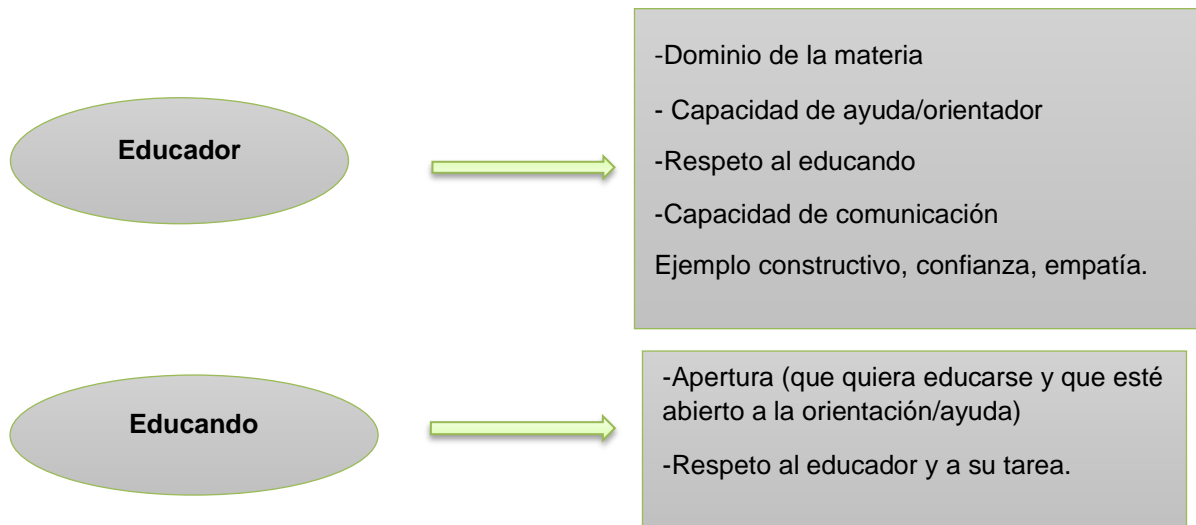 Educador
-Dominio de la materia
- Capacidad de ayuda/orientador
-Respeto al educando
-Capacidad de comunicación
Ejemplo constructivo, confianza, empatía.
Educando
-Apertura (que quiera educarse y que esté
abierto a la orientación/ayuda)
-Respeto al educador y a su tarea.